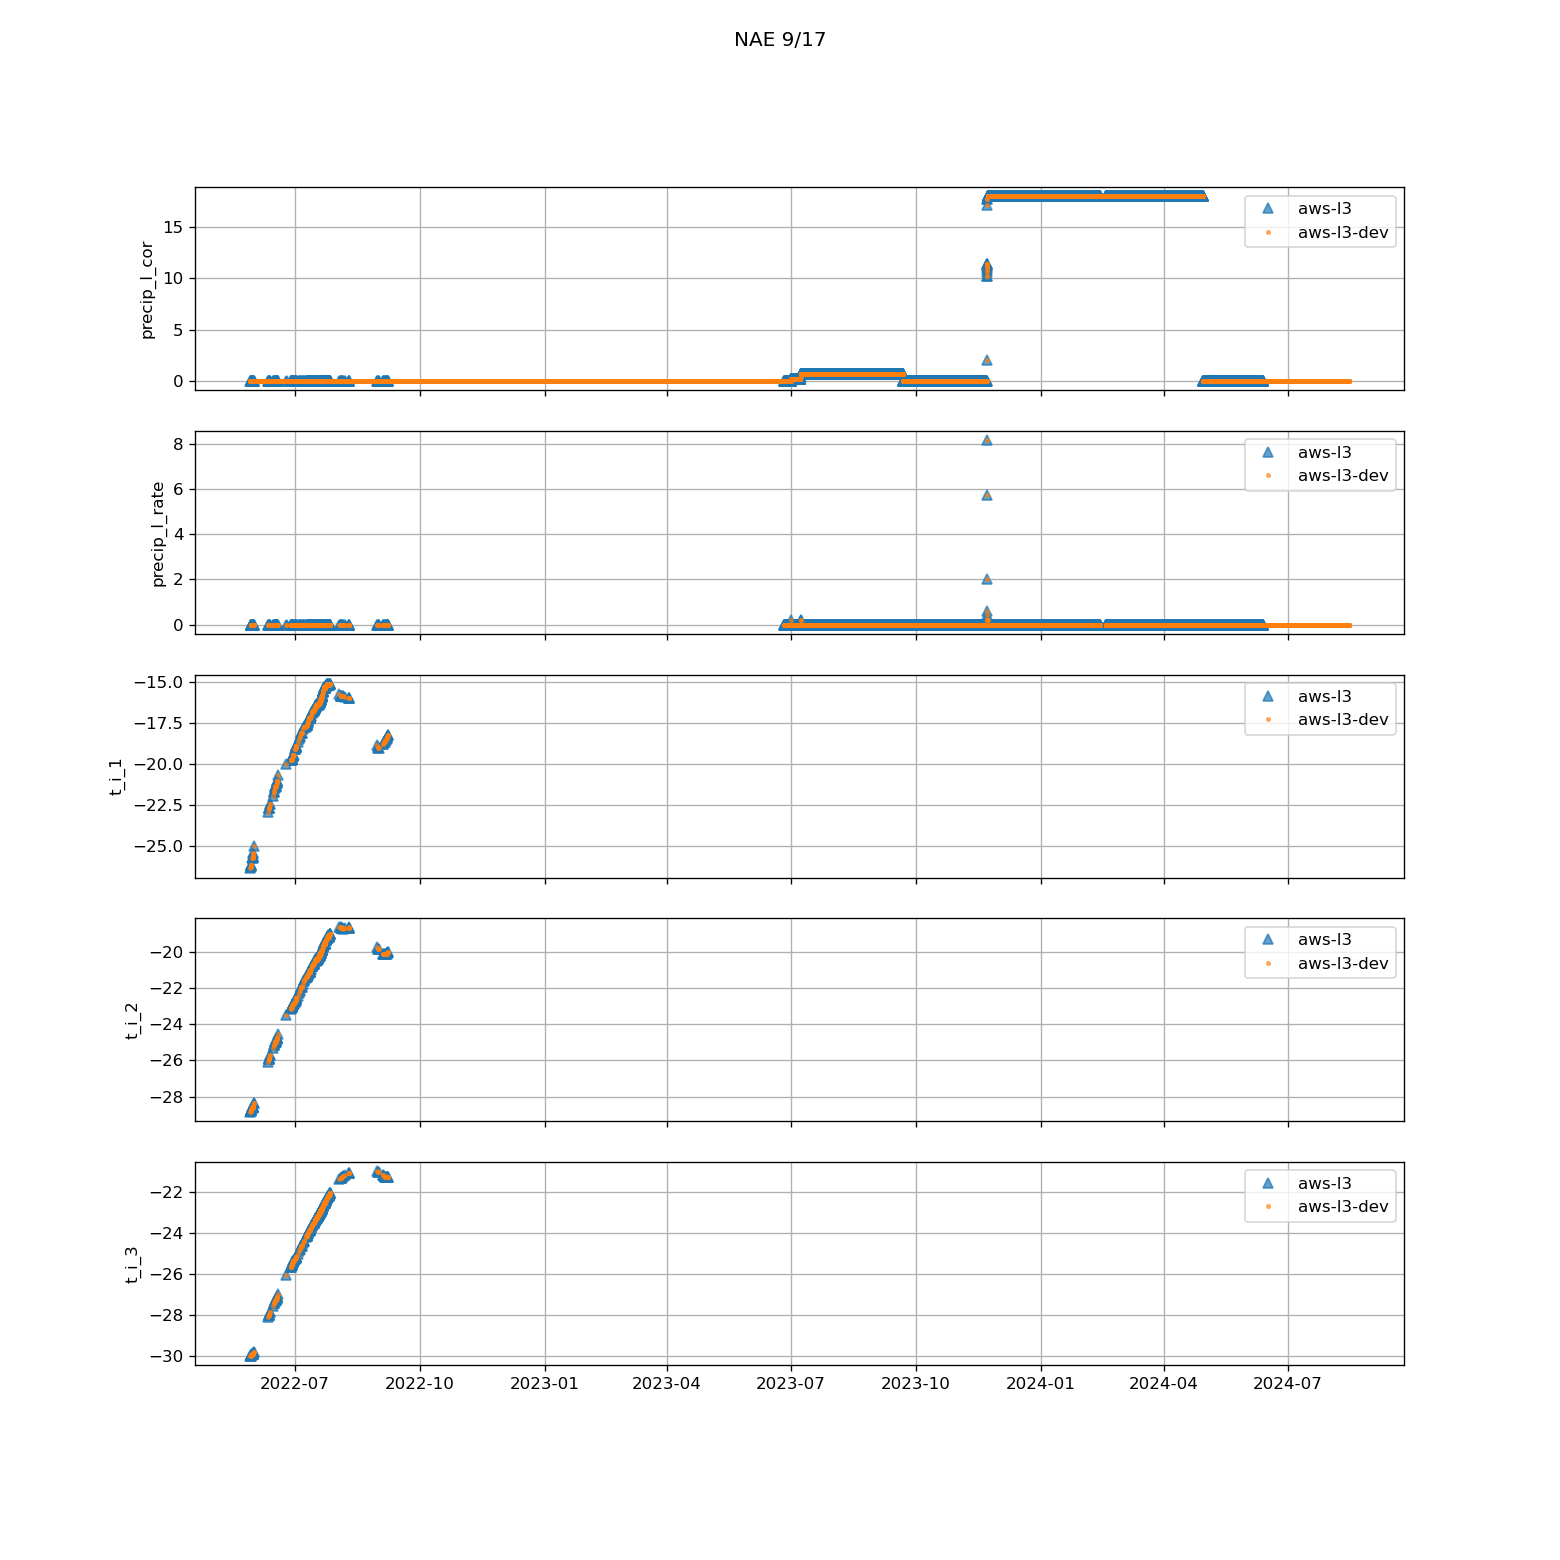 NAE 9/17
precip_l_cor
15
10
5
0
aws-l3
aws-l3-dev
precip_l_rate
8
6
4
2
0
aws-l3
aws-l3-dev
t_i_1
−15.0
−17.5
−20.0
−22.5
−25.0
aws-l3
aws-l3-dev
t_i_2
−20
−22
−24
−26
−28
aws-l3
aws-l3-dev
t_i_3
−22
−24
−26
−28
−30
aws-l3
aws-l3-dev
2022-07 2022-10 2023-01 2023-04 2023-07 2023-10 2024-01 2024-04 2024-07